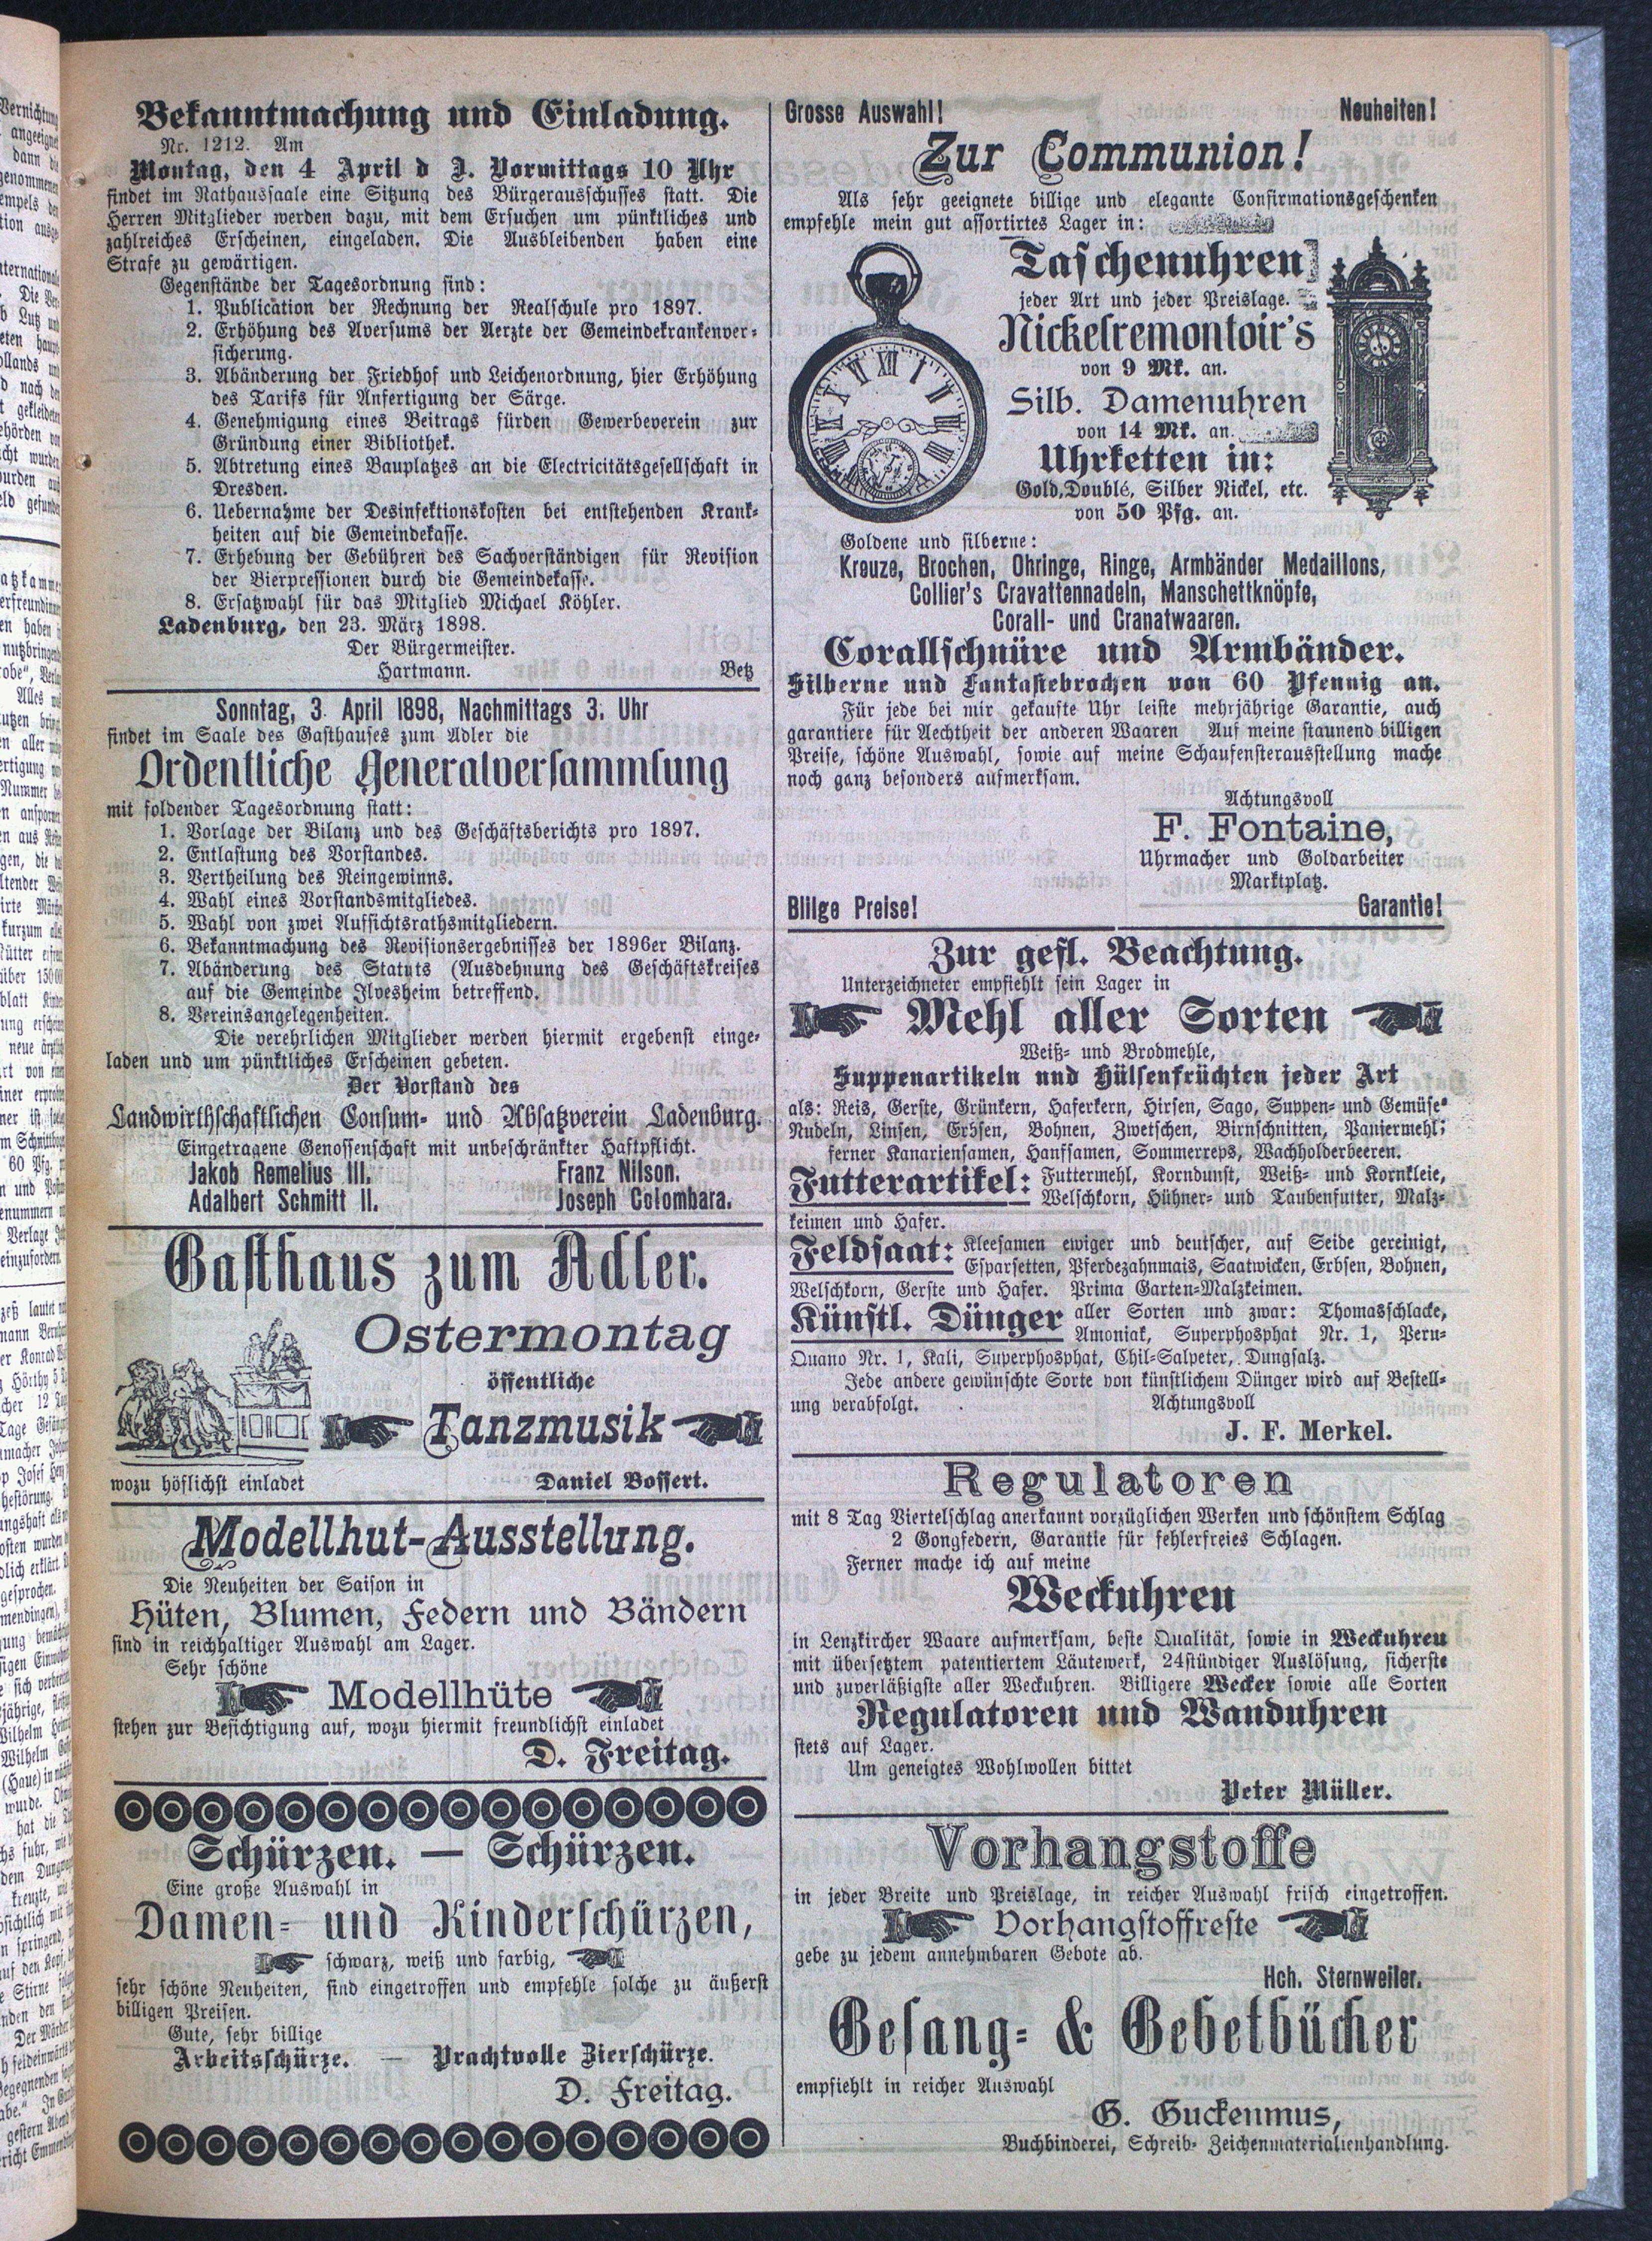 Bekanntmachung und Einladung.
Nr. 1212. Am
Montag, den 4 April d J. Vormittags 10 Uhr
findet im Rathaussaale eine Sitzung des Bürgerausschusses statt. Die
Herren Mitglieder werden dazu, mit dem Ersuchen um pünktliches und
zahlreiches Erscheinen, eingeladen. Die Ausbleibenden haben eine
Strafe zu gewärtigen.
Gegenstände der Tagesordnung sind:
1. Publication der Rechnung der Realschule pro 1897.
2. Erhöhung des Aversums der Aerzte der Gemeindekrankenver-
sicherung.
3. Abänderung der Friedhof und Leichenordnung, hier Erhöhung
des Tarifs für Anfertigung der Särge.
4. Genehmigung eines Beitrags fürden Gewerbeverein zur
Gründung einer Bibliothek.
5. Abtretung eines Bauplatzes an die Electricitätsgesellschaft in
Dresden.
6. Uebernahme der Desinfektionskosten bei entstehenden Krank-
heiten auf die Gemeindekasse.
7. Erhebung der Gebühren des Sachverständigen für Revision
der Bierpressionen durch die Gemeindekasse.
8. Ersatzwahl für das Mitglied Michael Köhler.
Ladenburg, den 23. März 1898.
Der Bürgermeister.
Hartmann. Betz
Sonntag, 3. April 1898, Nachmittags 3. Uhr
findet im Saale des Gasthauses zum Adler die
Ordentliche Generalversammlung
mit foldender Tagesordnung statt:
1. Vorlage der Bilanz und des Geschäftsberichts pro 1897.
2. Entlastung des Vorstandes.
3. Vertheilung des Reingewinns.
4. Wahl eines Vorstandsmitgliedes.
5. Wahl von zwei Aufsichtsrathsmitgliedern.
6. Bekanntmachung des Revisionsergebnisses der 1896er Bilanz.
7. Abänderung des Statuts (Ausdehnung des Geschäftskreises
auf die Gemeinde Ilvesheim betreffend.
8. Vereinsangelegenheiten.
Die verehrlichen Mitglieder werden hiermit ergebenst einge-
laden und um pünktliches Erscheinen gebeten.
Der Vorstand des
Landwirthschaftlichen Consum- und Absatzverein Ladenburg.
Eingetragene Genossenschaft mit unbeschränkter Haftpflicht.
Jakob Remelius III. Franz Nilson.
Adalbert Schmitt II. Joseph Colombara.
Gasthaus zum Adler.
Ostermontag
öffentliche
Tanzmusik
wozu höflichst einladet Daniel Bossert.
Modellhut-Ausstellung.
Die Neuheiten der Saison in
Hüten, Blumen, Federn und Bändern
sind in reichhaltiger Auswahl am Lager.
Sehr schöne
Modellhüte
stehen zur Besichtigung auf, wozu hiermit freundlichst einladet
D. Freitag.
Schürzen. — Schürzen.
Eine große Auswahl in
Damen- und Kinderschürzen,
schwarz, weiß und farbig,
sehr schöne Neuheiten, sind eingetroffen und empfehle solche zu äußerst
billigen Preisen.
Gute, sehr billige
Arbeitsschürze. — Prachtvolle Zierschürze.
D. Freitag.
Grosse Auswahl! Neuheiten!
Zur Communion!
Als sehr geeignete billige und elegante Confirmationsgeschenken
empfehle mein gut assortirtes Lager in:
Taschenuhren
jeder Art und jeder Preislage.
Nickelremontoir's
von 9 Mk. an.
Silb. Damenuhren
von 14 Mk. an.
Uhrketten in:
Gold, Doublé, Silber Nickel, etc.
von 50 Pfg. an.
Goldene und silberne:
Kreuze, Brochen, Ohringe, Ringe, Armbänder Medaillons,
Collier's Cravattennadeln, Manschettknöpfe,
Corall- und Cranatwaaren.
Corallschnüre und Armbänder.
Silberne und Fantasiebrochen von 60 Pfennig an.
Für jede bei mir gekaufte Uhr leiste mehrjährige Garantie, auch
garantiere für Aechtheit der anderen Waaren Auf meine staunend billigen
Preise, schöne Auswahl, sowie auf meine Schaufensterausstellung mache
noch ganz besonders aufmerksam.
Achtungsvoll
F. Fontaine,
Uhrmacher und Goldarbeiter
Marktplatz.
Bliige Preise! Garantie!
Zur gefl. Beachtung.
Unterzeichneter empfiehlt sein Lager in
Mehl aller Sorten
Weiß- und Brodmehle,
Suppenartikeln und Hülsenfrüchten jeder Art
als: Reis, Gerste, Grünkern, Haferkern, Hirsen, Sago, Suppen- und Gemüse-
Nudeln, Linsen, Erbsen, Bohnen, Zwetschen, Birnschnitten, Paniermehl;
ferner Kanariensamen, Hanfsamen, Sommerreps, Wachholderbeeren.
Futterartikel: Futtermehl, Korndunst, Weiß- und Kornkleie,
Welschkorn, Hühner- und Taubenfutter, Malz-
keimen und Hafer.
Feldsaat: Kleesamen ewiger und deutscher, auf Seide gereinigt,
Esparsetten, Pferdezahnmais, Saatwicken, Erbsen, Bohnen,
Welschkorn, Gerste und Hafer. Prima Garten-Malzkeimen.
Künstl. Dünger aller Sorten und zwar: Thomasschlacke,
Amoniak, Superphosphat Nr. 1, Peru-
Quano Nr. 1, Kali, Superphosphat, Chil-Salpeter, Dungsalz.
Jede andere gewünschte Sorte von künstlichem Dünger wird auf Bestell-
ung verabfolgt. Achtungsvoll
J. F. Merkel.
Regulatoren
mit 8 Tag Viertelschlag anerkannt vorzüglichen Werken und schönstem Schlag
2 Gongfedern, Garantie für fehlerfreies Schlagen.
Ferner mache ich auf meine
Weckuhren
in Lenzkircher Waare aufmerksam, beste Qualität, sowie in Weckuhren
mit übersetztem patentiertem Läutewerk, 24stündiger Auslösung, sicherste
und zuverläßigste aller Weckuhren. Billigere Wecker sowie alle Sorten
Regulatoren und Wanduhren
stets auf Lager.
Um geneigtes Wohlwollen bittet
Peter Müller.
Vorhangstoffe
in jeder Breite und Preislage, in reicher Auswahl frisch eingetroffen.
Vorhangstoffreste
gebe zu jedem annehmbaren Gebote ab.
Hch. Sternweiler.
Gesang- & Gebetbücher
empfiehlt in reicher Auswahl
G. Guckenmus,
Buchbinderei, Schreib- Zeichenmaterialienhandlung.